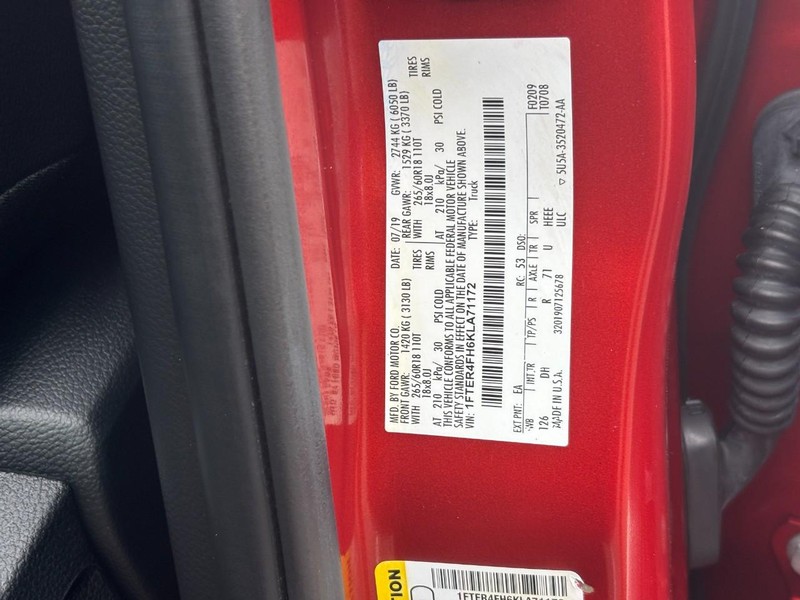 MFD. BY FORD MOTOR CO.
DATE: 07/19 GVWR: 2744 KG ( 6050 LB)
FRONT GAWR: 1420 KG ( 3130 LB) REAR GAWR: 1529 KG ( 3370 LB)
WITH 265/60R18 110T TIRES WITH 265/60R18 110T TIRES
18x8.0J RIMS 18x8.0J RIMS
AT 210 kPa/ 30 PSI COLD AT 210 kPa/ 30 PSI COLD
THIS VEHICLE CONFORMS TO ALL APPLICABLE FEDERAL MOTOR VEHICLE
SAFETY STANDARDS IN EFFECT ON THE DATE OF MANUFACTURE SHOWN ABOVE.
VIN: 1FTER4FH6KLA71172 TYPE: Truck
EXT PNT: EA RC: 53 DSO: F0209
WB INT TR TP/PS R AXLE TR SPR T0708
126 DH R 71 U HEEE
MADE IN U.S.A. 3201907125678 ULC
5U5A-3520472-AA
1FTER4FH6KLA71172